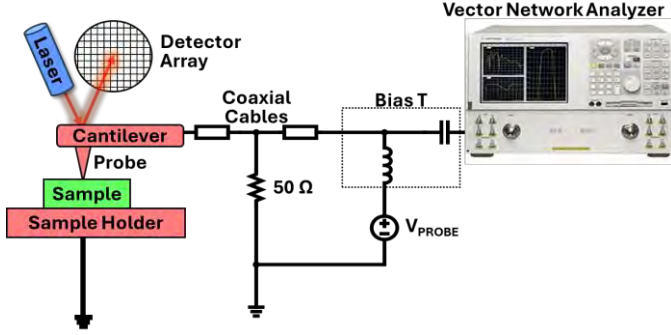 Vector Network Analyzer
Laser
Detector
Array
Coaxial
Cables
Bias T
Cantilever
Probe
50 Ω
Sample
V_PROBE
Sample Holder